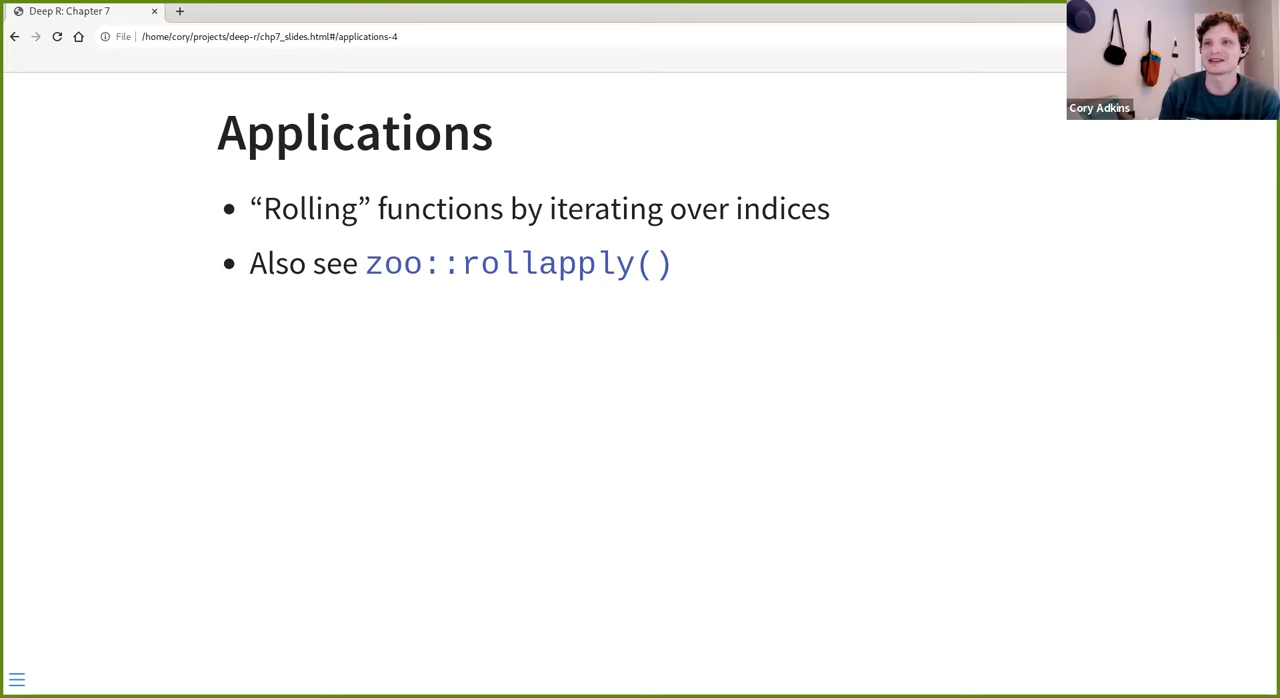 Deep R: Chapter 7
File
/home/cory/projects/deep-r/chp7_slides.html#/applications-4
Cory Adkins
Applications
• “Rolling” functions by iterating over indices
• Also see zoo::rollapply()